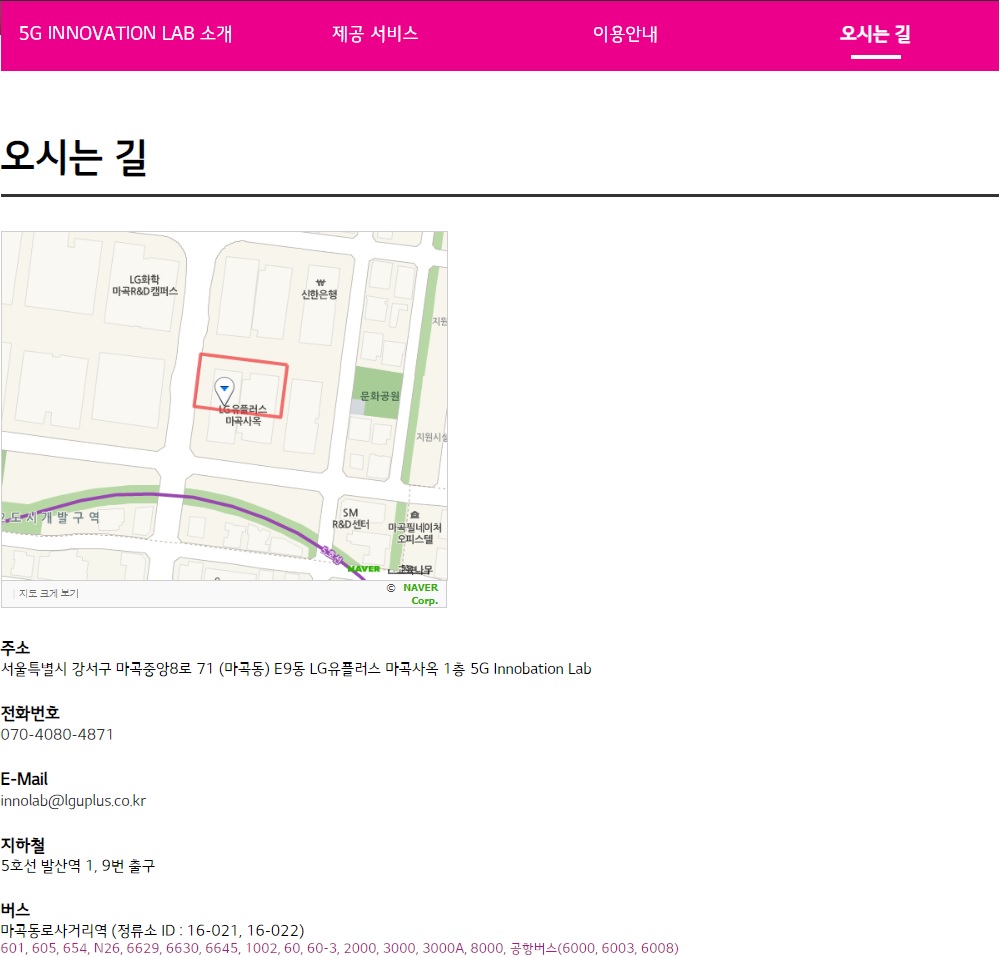 5G INNOVATION LAB 소개
제공 서비스
이용안내
오시는 길
오시는 길
LG화학
마곡R&D캠퍼스
₩
신한은행
지원
LG유플러스
마곡사옥
문화공원
지원시설
도시개발구역
SM
R&D센터
마곡필네이처
오피스텔
NAVER
지도 크게 보기
© NAVER
Corp.
주소
서울특별시 강서구 마곡중앙8로 71 (마곡동) E9동 LG유플러스 마곡사옥 1층 5G Innobation Lab
전화번호
070-4080-4871
E-Mail
innolab@lguplus.co.kr
지하철
5호선 발산역 1, 9번 출구
버스
마곡동로사거리역 (정류소 ID : 16-021, 16-022)
601, 605, 654, N26, 6629, 6630, 6645, 1002, 60, 60-3, 2000, 3000, 3000A, 8000, 공항버스(6000, 6003, 6008)